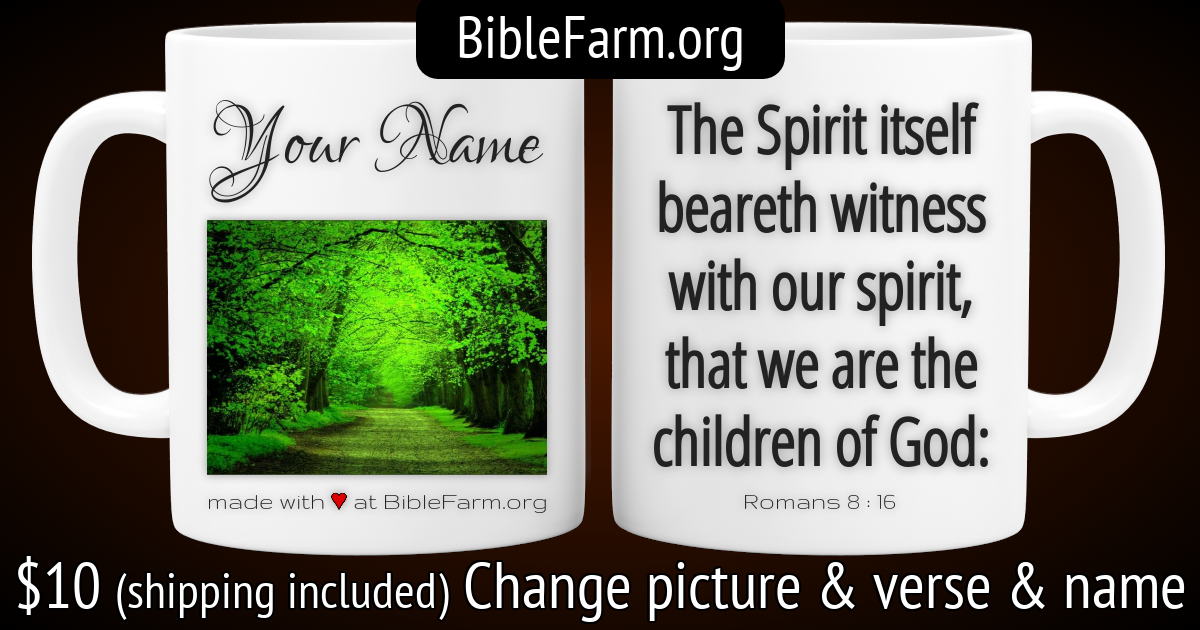 BibleFarm.org
Your Name
made with ♥ at BibleFarm.org
The Spirit itself
beareth witness
with our spirit,
that we are the
children of God:
Romans 8 : 16
$10 (shipping included) Change picture & verse & name